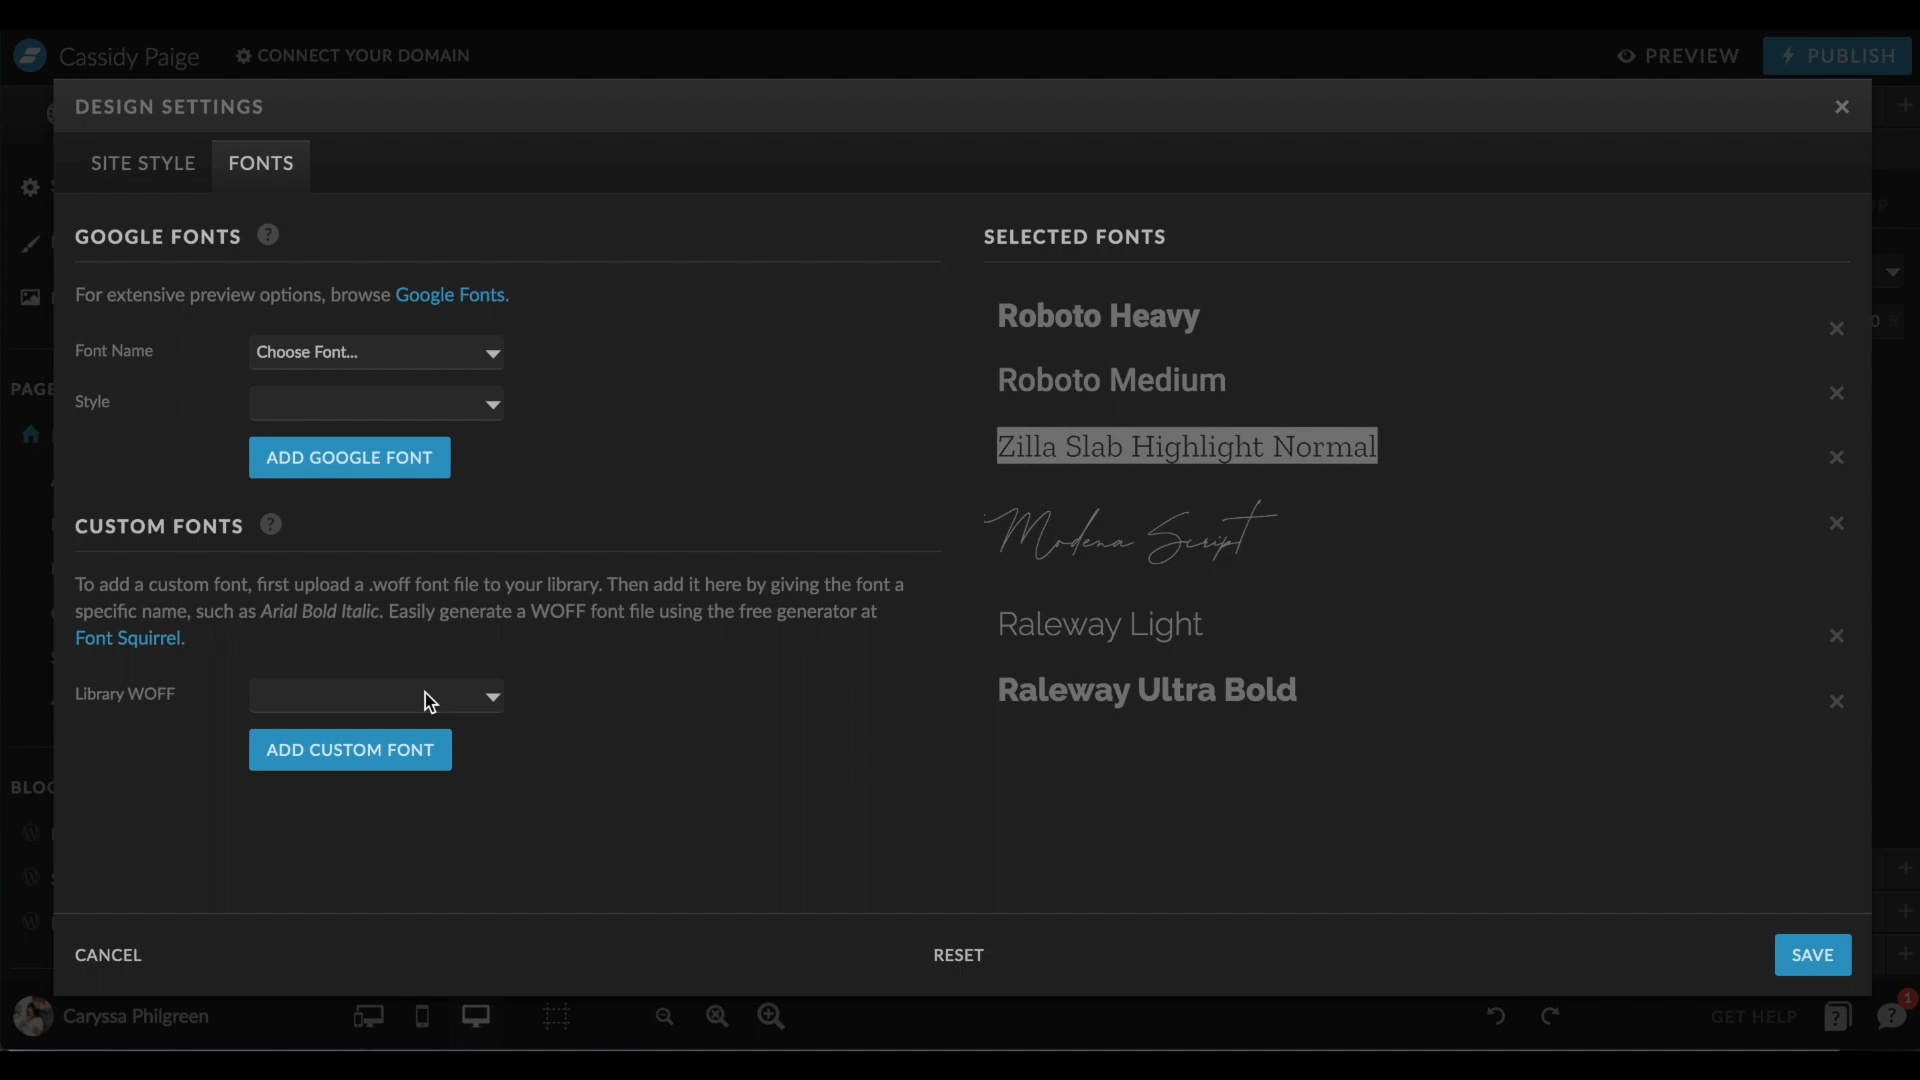 Cassidy Paige
CONNECT YOUR DOMAIN
PREVIEW
PUBLISH
DESIGN SETTINGS
SITE STYLE
FONTS
GOOGLE FONTS ?
For extensive preview options, browse Google Fonts.
Font Name
Choose Font...
Style
ADD GOOGLE FONT
CUSTOM FONTS ?
To add a custom font, first upload a .woff font file to your library. Then add it here by giving the font a
specific name, such as Arial Bold Italic. Easily generate a WOFF font file using the free generator at
Font Squirrel.
Library WOFF
ADD CUSTOM FONT
SELECTED FONTS
Roboto Heavy
Roboto Medium
Zilla Slab Highlight Normal
Modena Script
Raleway Light
Raleway Ultra Bold
PAGE
BLOG
CANCEL
RESET
SAVE
Caryssa Philgreen
GET HELP
?
?
1